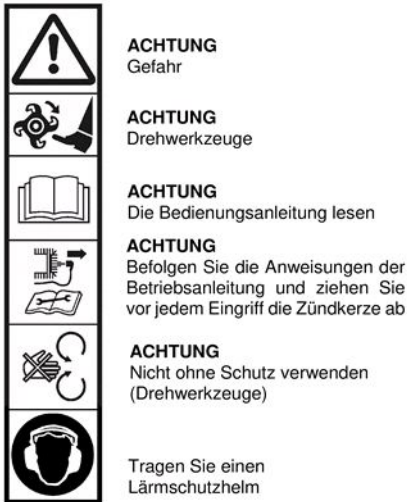 ACHTUNG
Gefahr
ACHTUNG
Drehwerkzeuge
ACHTUNG
Die Bedienungsanleitung lesen
ACHTUNG
Befolgen Sie die Anweisungen der
Betriebsanleitung und ziehen Sie
vor jedem Eingriff die Zündkerze ab
ACHTUNG
Nicht ohne Schutz verwenden
(Drehwerkzeuge)
Tragen Sie einen
Lärmschutzhelm